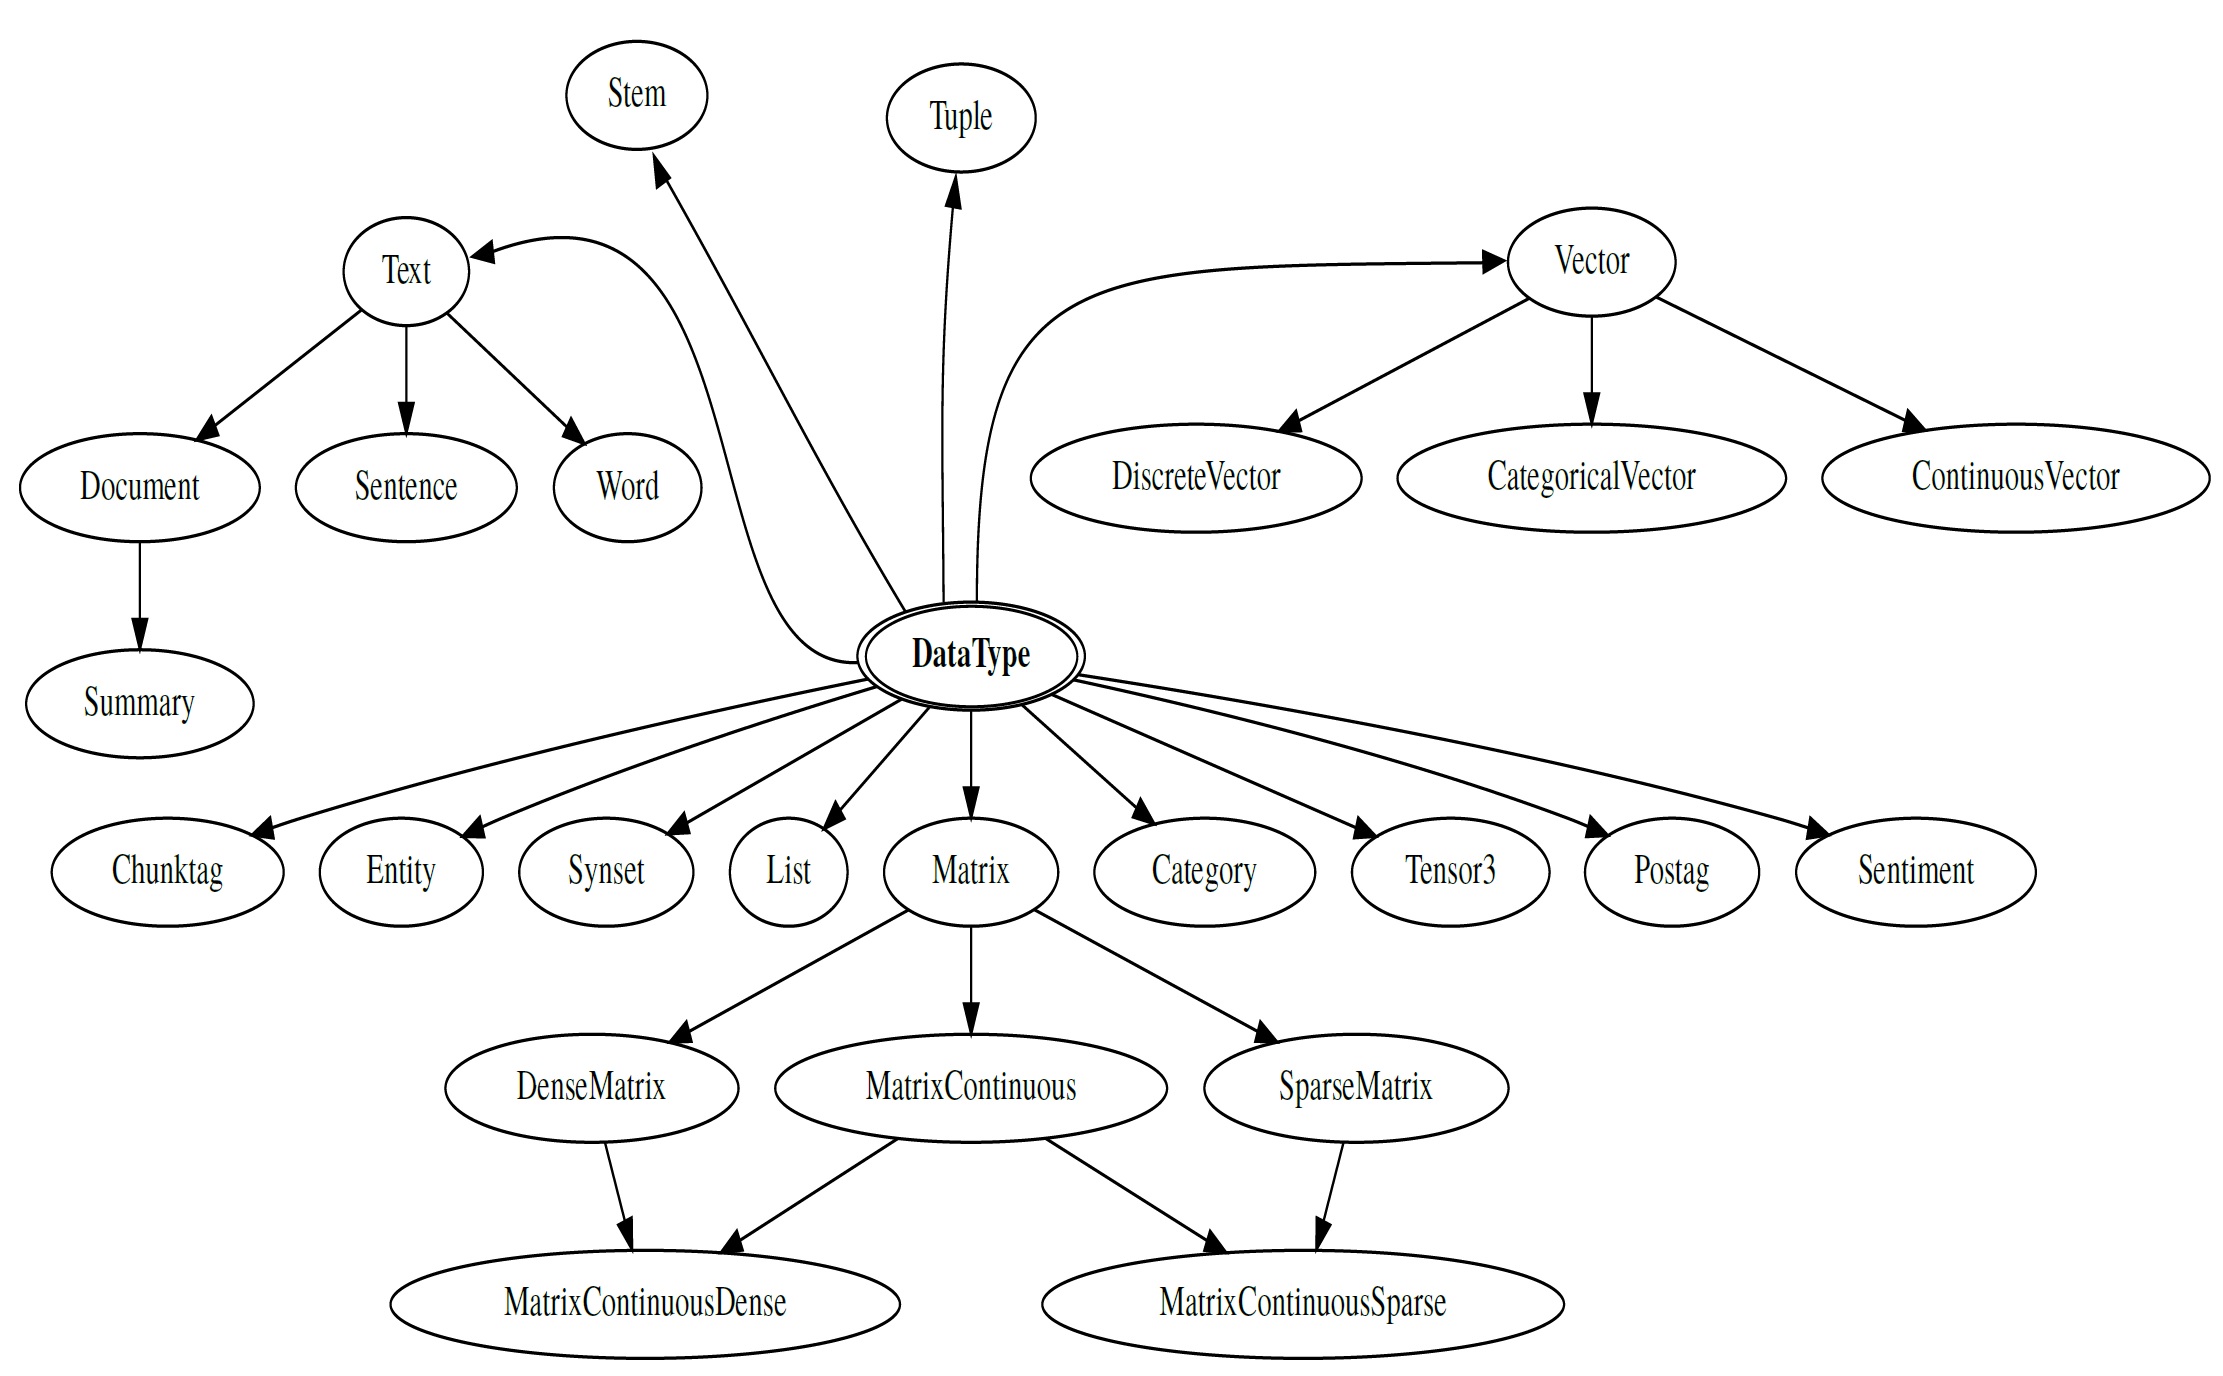 Stem
Tuple
Text
Vector
Document
Sentence
Word
DiscreteVector
CategoricalVector
ContinuousVector
DataType
Summary
Chunktag
Entity
Synset
List
Matrix
Category
Tensor3
Postag
Sentiment
DenseMatrix
MatrixContinuous
SparseMatrix
MatrixContinuousDense
MatrixContinuousSparse